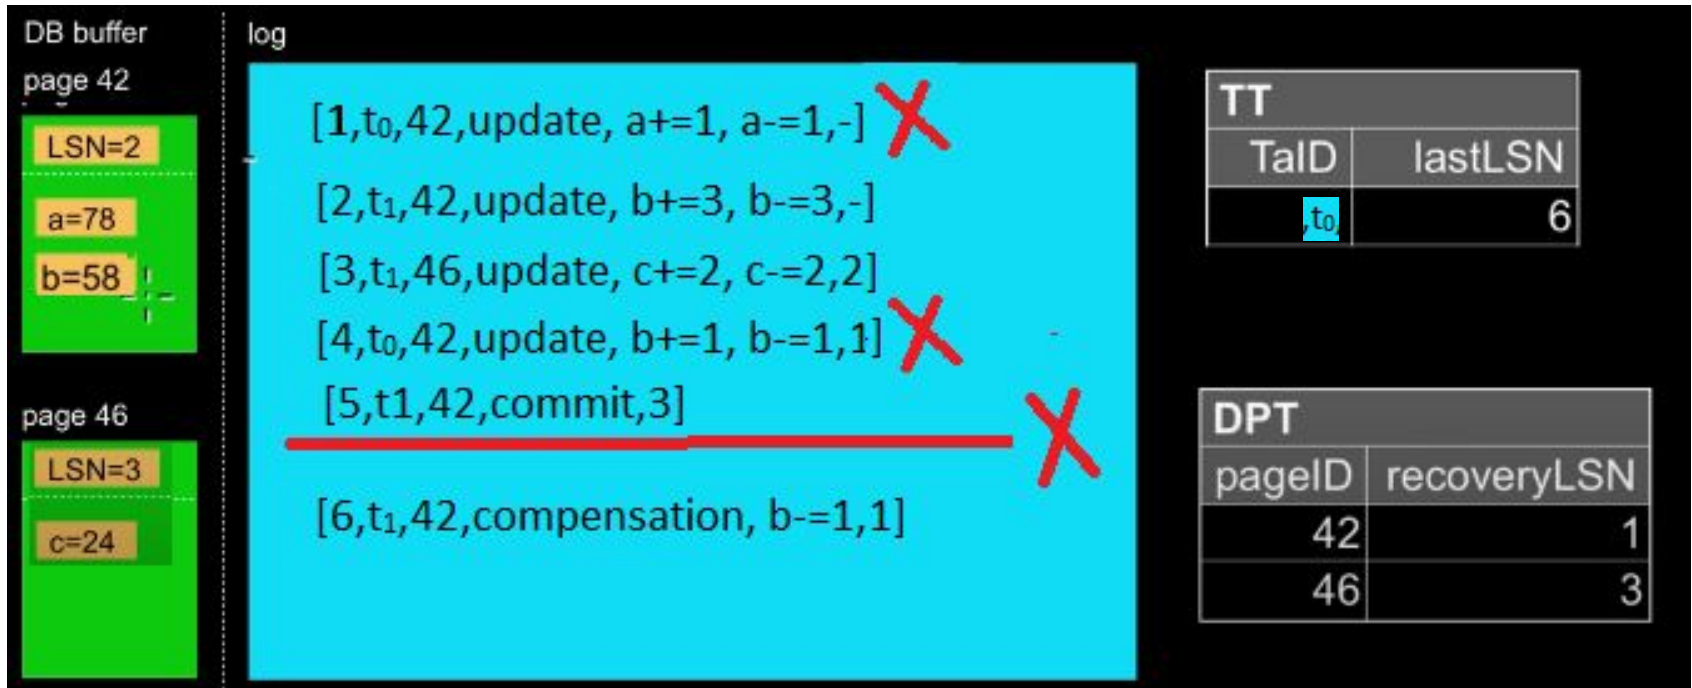 DB buffer
page 42
LSN=2
a=78
b=58
page 46
LSN=3
c=24
log
[1,t₀,42,update, a+=1, a-=1,-]
[2,t₁,42,update, b+=3, b-=3,-]
[3,t₁,46,update, c+=2, c-=2,2]
[4,t₀,42,update, b+=1, b-=1,1]
[5,t1,42,commit,3]
[6,t₁,42,compensation, b-=1,1]
TT
TaID lastLSN
,t₀, 6
DPT
pageID recoveryLSN
42 1
46 3